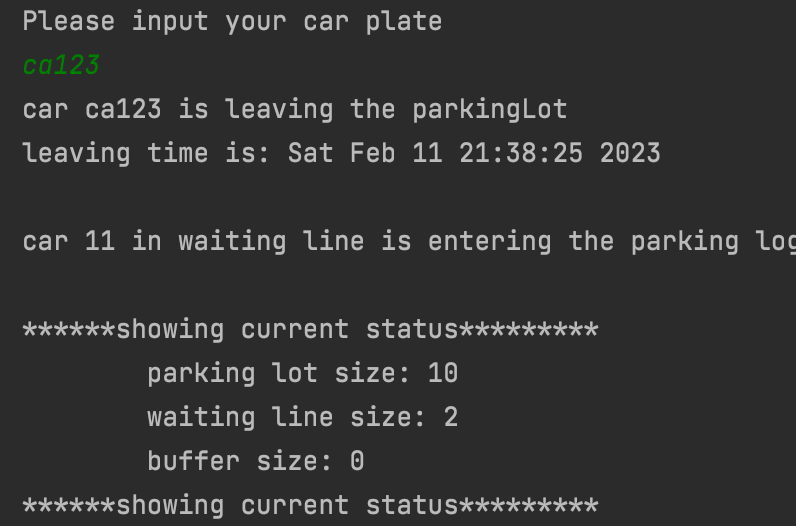 Please input your car plate
ca123
car ca123 is leaving the parkingLot
leaving time is: Sat Feb 11 21:38:25 2023
car 11 in waiting line is entering the parking log
******showing current status*********
parking lot size: 10
waiting line size: 2
buffer size: 0
******showing current status*********